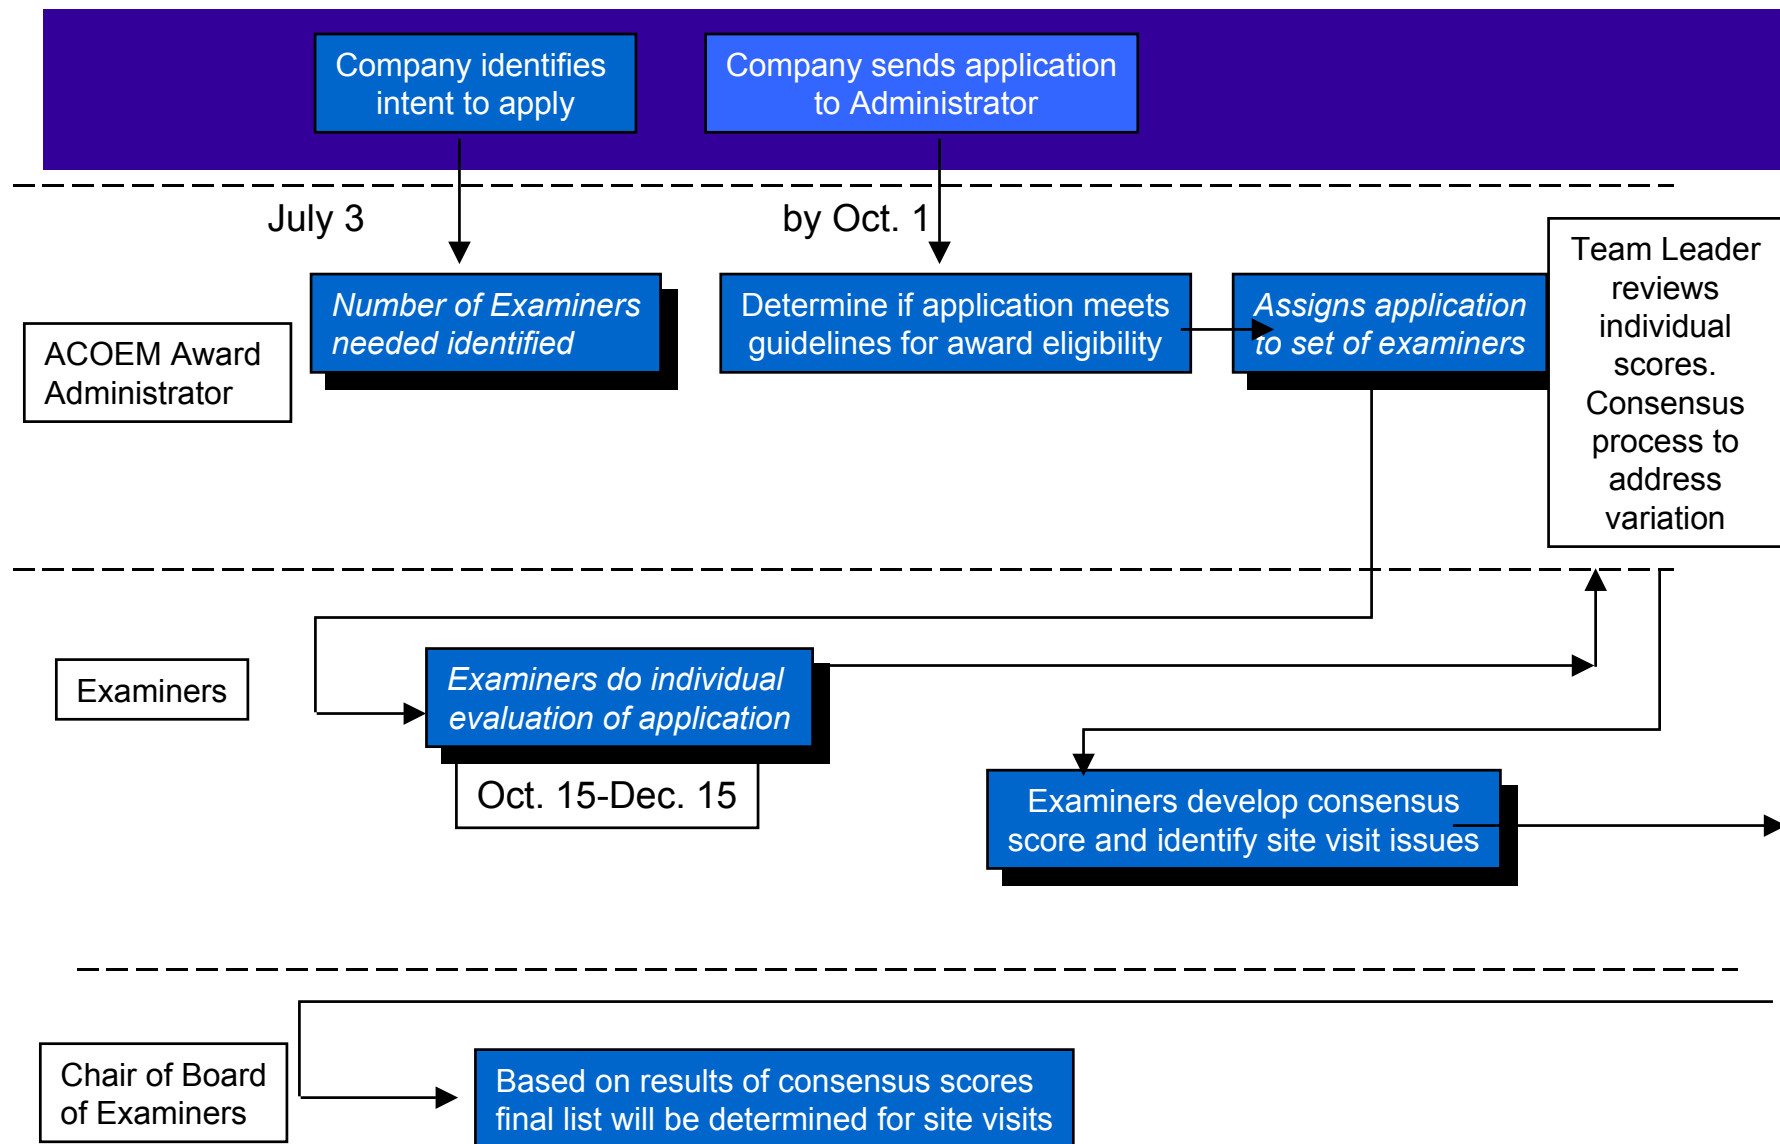 Company identifies
intent to apply
Company sends application
to Administrator
July 3
by Oct. 1
ACOEM Award
Administrator
Number of Examiners
needed identified
Determine if application meets
guidelines for award eligibility
Assigns application
to set of examiners
Team Leader
reviews
individual
scores.
Consensus
process to
address
variation
Examiners
Examiners do individual
evaluation of application
Oct. 15-Dec. 15
Examiners develop consensus
score and identify site visit issues
Chair of Board
of Examiners
Based on results of consensus scores
final list will be determined for site visits